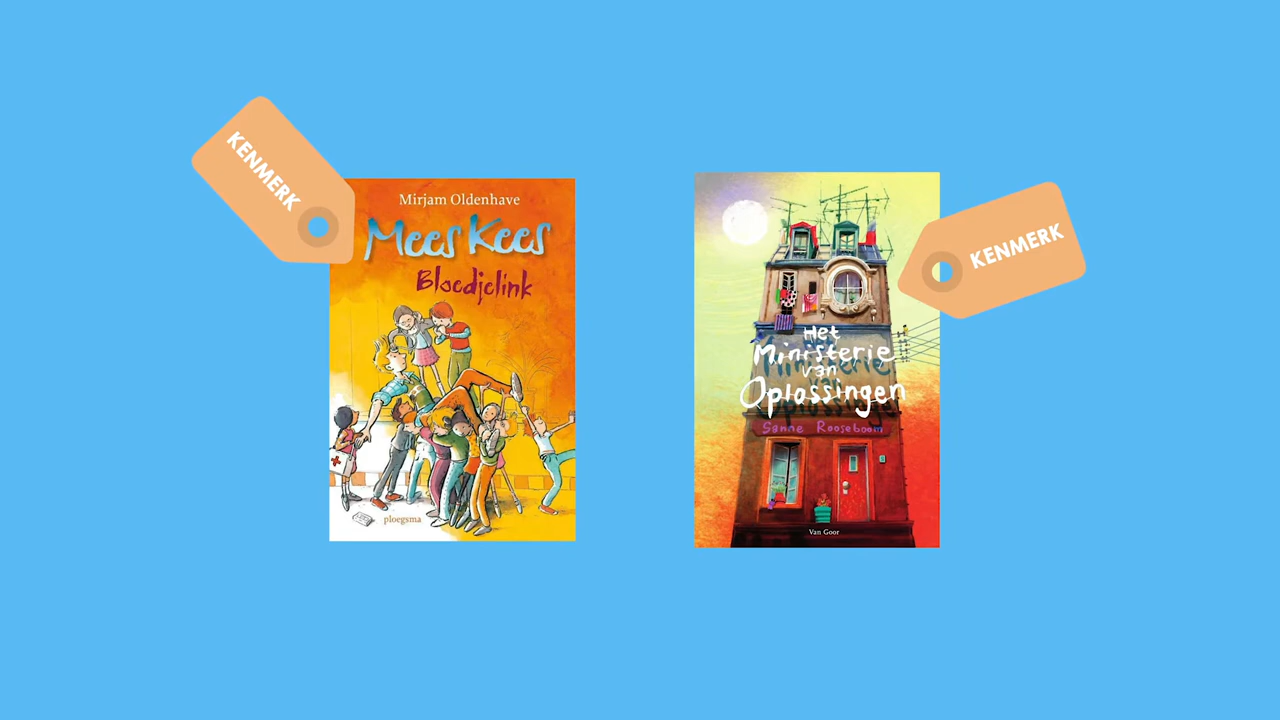 KENMERK
Mirjam Oldenhave
Mees Kees
Bloedjelink
ploegsma
KENMERK
Het
Ministerie
van
Oplossingen
Sanne Rooseboom
Van Goor